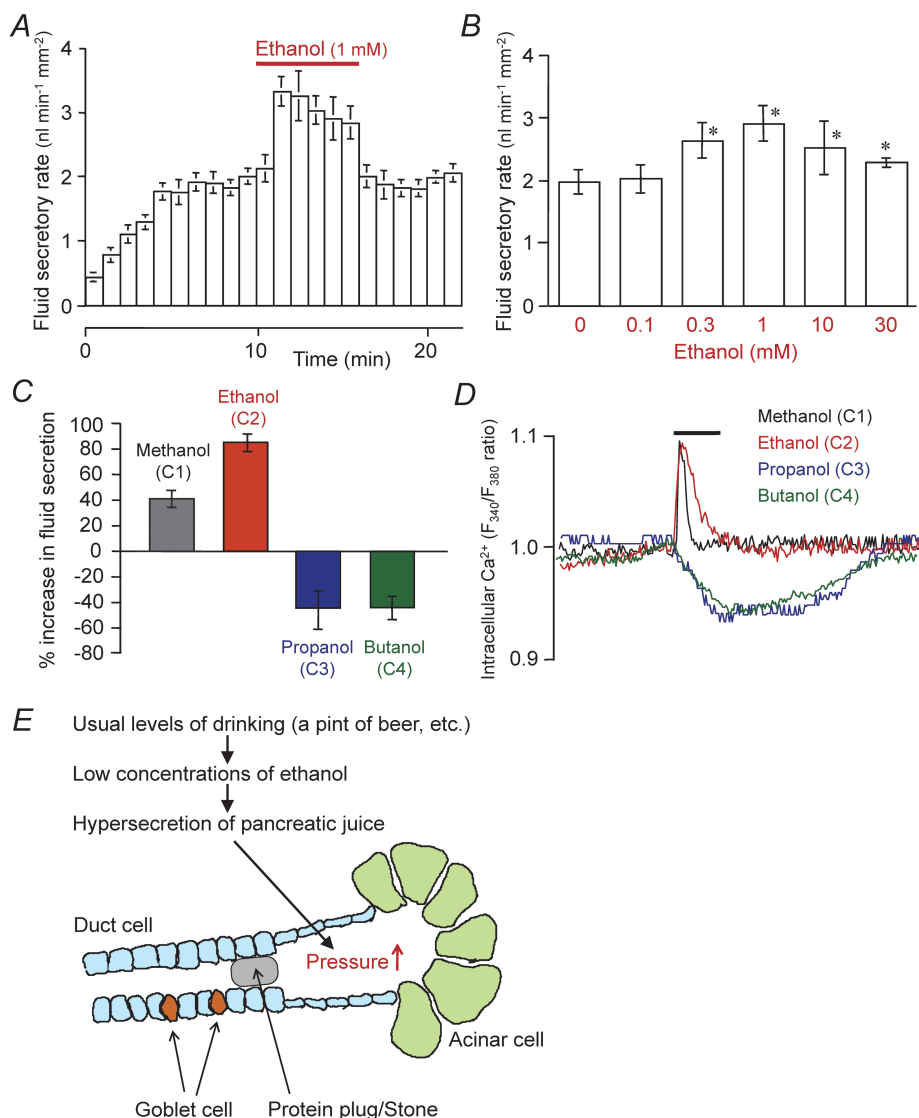 A
Ethanol (1 mM)
Fluid secretory rate (nl min-1 mm-2)
4
3
2
1
0
0
10
20
Time (min)
B
Fluid secretory rate (nl min-1 mm-2)
4
3
2
1
0
*
*
*
*
0 0.1 0.3 1 10 30
Ethanol (mM)
C
% increase in fluid secretion
100
80
60
40
20
0
-20
-40
-60
-80
Methanol
(C1)
Ethanol
(C2)
Propanol
(C3)
Butanol
(C4)
D
Intracellular Ca2+ (F340/F380 ratio)
1.1
1.0
0.9
Methanol (C1)
Ethanol (C2)
Propanol (C3)
Butanol (C4)
E
Usual levels of drinking (a pint of beer, etc.)
Low concentrations of ethanol
Hypersecretion of pancreatic juice
Duct cell
Pressure
Acinar cell
Goblet cell
Protein plug/Stone